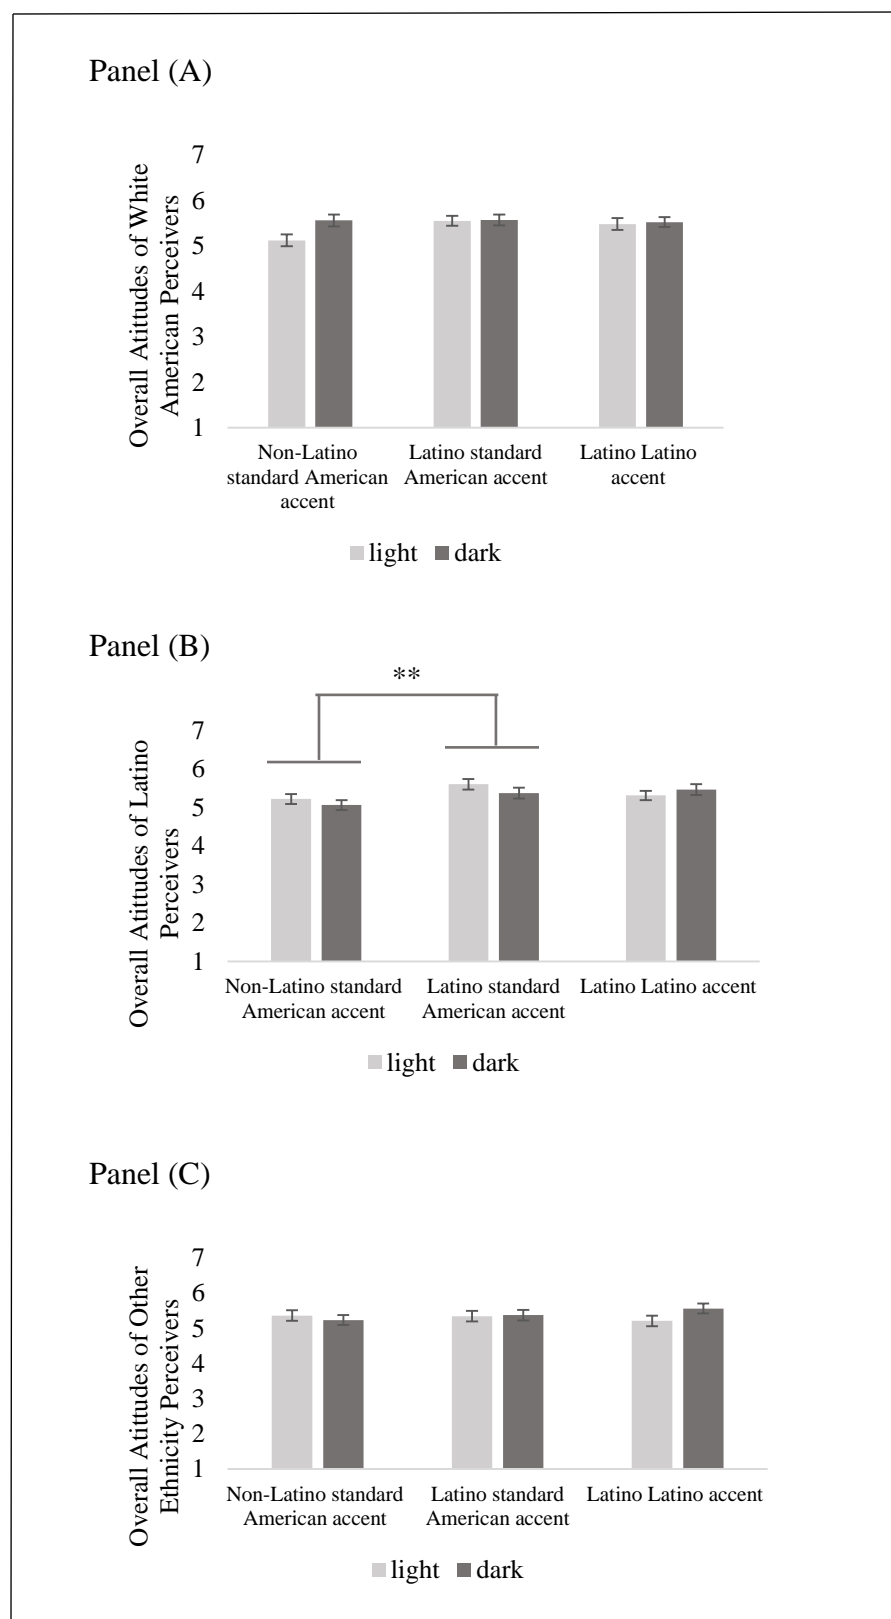 Panel (A)
Overall Atittudes of White
American Perceivers
7
6
5
4
3
2
1
Non-Latino
standard American
accent
Latino standard
American accent
Latino Latino
accent
light dark
Panel (B)
**
Overall Atittudes of Latino
Perceivers
7
6
5
4
3
2
1
Non-Latino standard
American accent
Latino standard
American accent
Latino Latino accent
light dark
Panel (C)
Overall Atittudes of Other
Ethnicity Perceivers
7
6
5
4
3
2
1
Non-Latino standard
American accent
Latino standard
American accent
Latino Latino accent
light dark